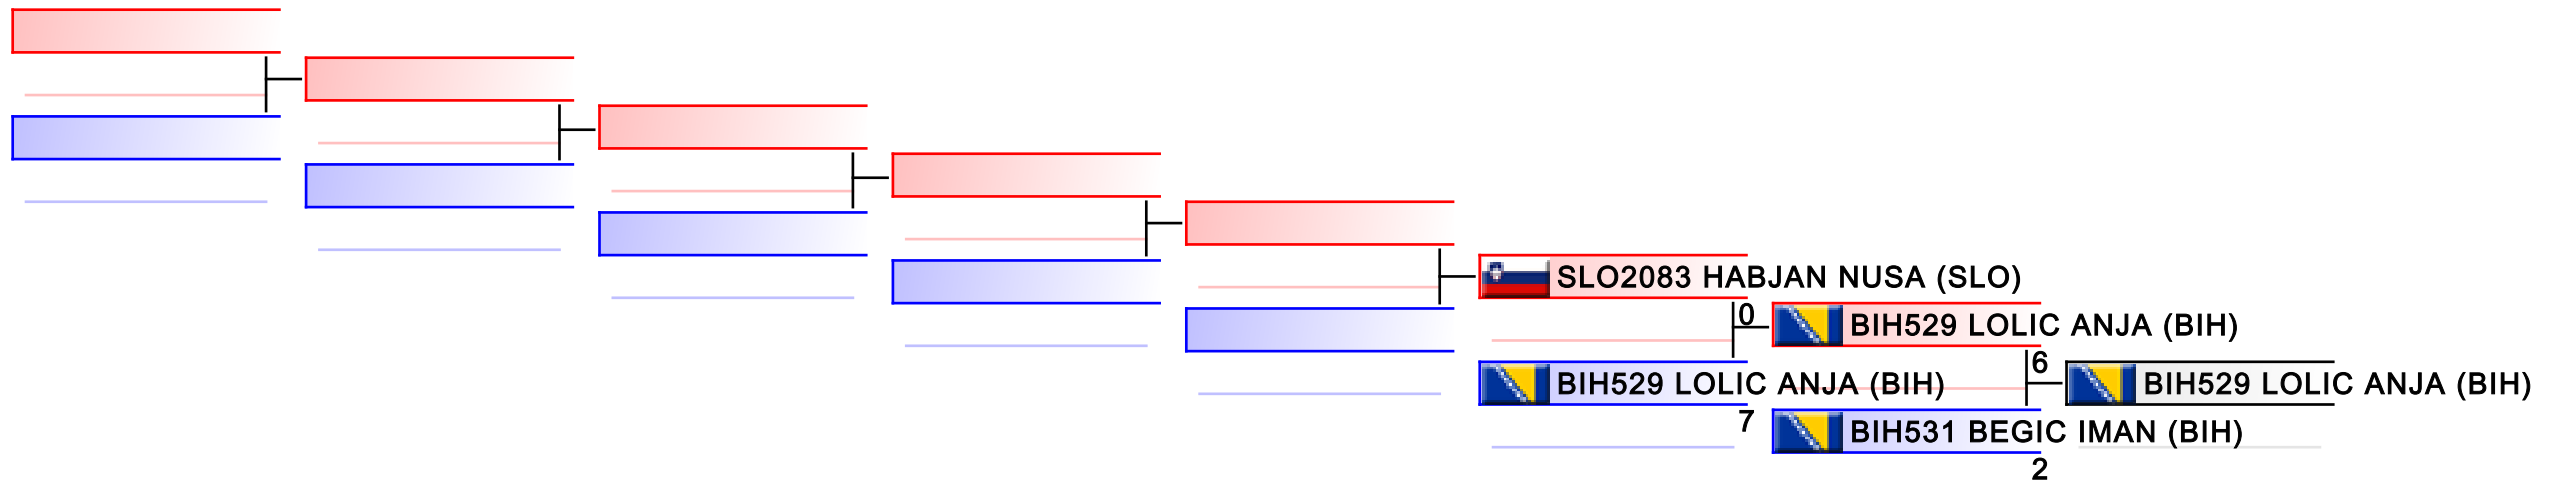 SLO2083 HABJAN NUSA (SLO)
0
BIH529 LOLIC ANJA (BIH)
7
BIH529 LOLIC ANJA (BIH)
6
BIH531 BEGIC IMAN (BIH)
2
BIH529 LOLIC ANJA (BIH)